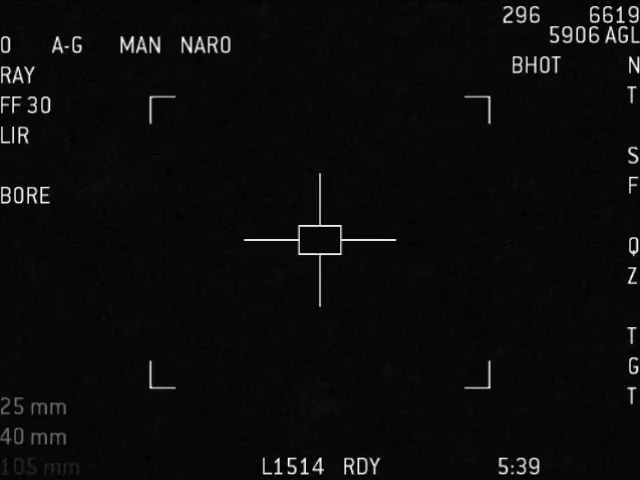 296 6619
O A-G MAN NARO 5906 AGL
RAY BHOT N
FF 30 T
LIR
S
BORE F
Q
Z
T
G
25 mm T
40 mm
105 mm L1514 RDY 5:39